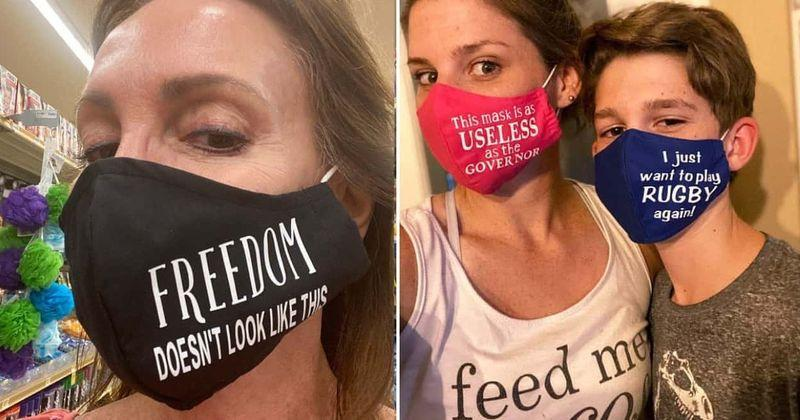 FREEDOM
DOESN'T LOOK LIKE THIS
This mask is as
USELESS
as the
GOVERNOR
I just
want to play
RUGBY
again!
feed me